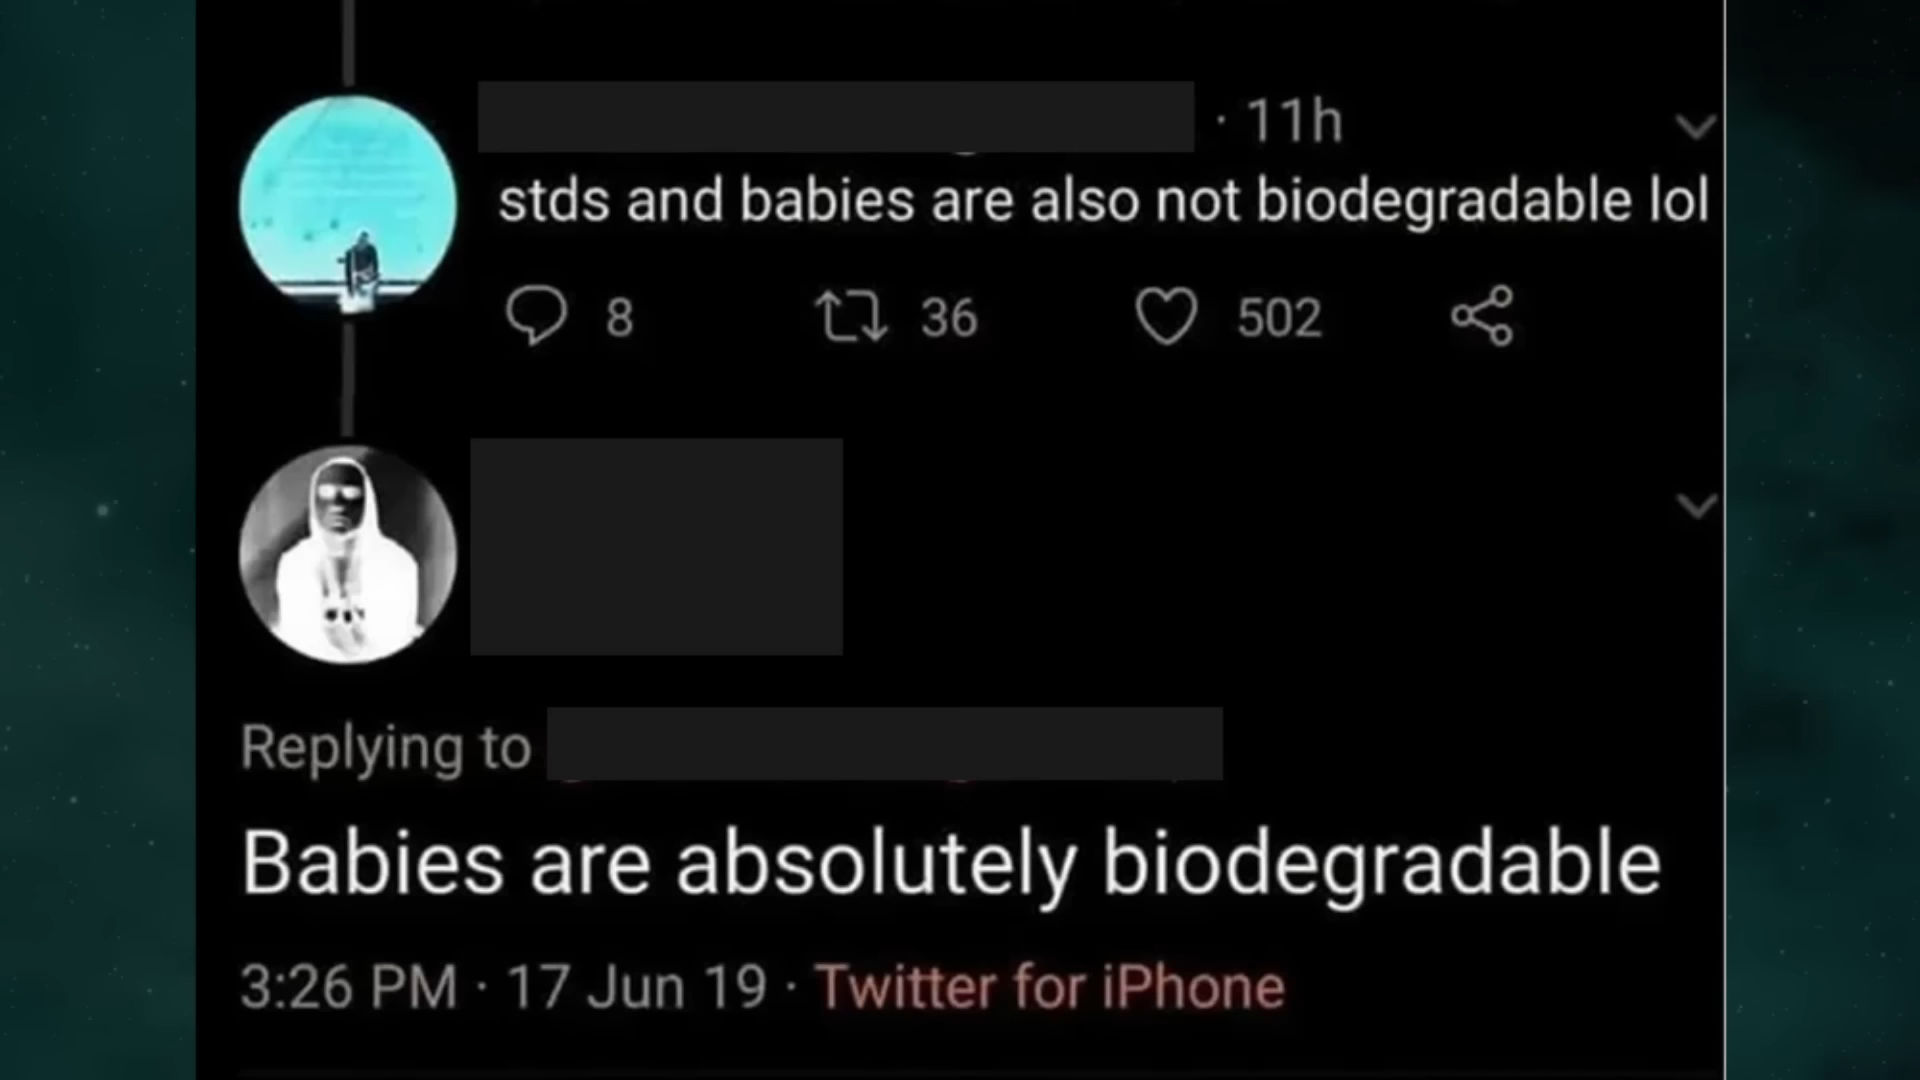 · 11h
stds and babies are also not biodegradable lol
8 36 502
Replying to
Babies are absolutely biodegradable
3:26 PM · 17 Jun 19 · Twitter for iPhone